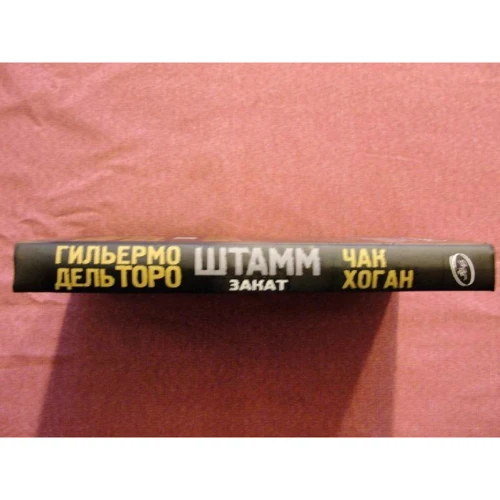 ГИЛЬЕРМО
ДЕЛЬ ТОРО
ШТАММ
ЗАКАТ
ЧАК
ХОГАН